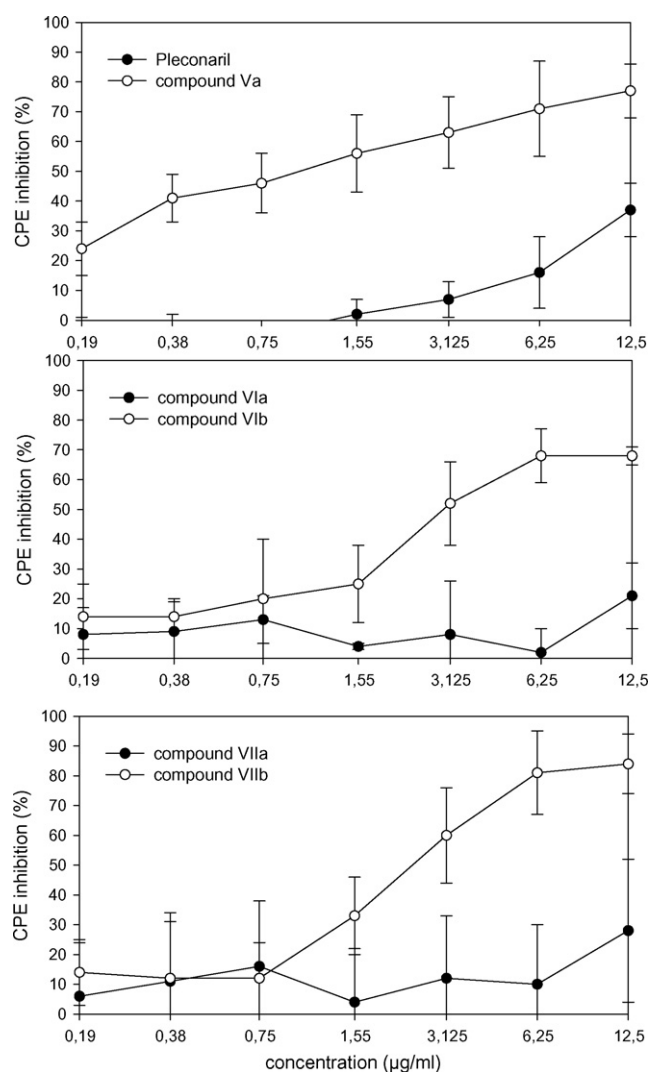 100
90
80
70
60
50
40
30
20
10
0
CPE inhibition (%)
Pleconaril
compound Va
0,19 0,38 0,75 1,55 3,125 6,25 12,5
100
90
80
70
60
50
40
30
20
10
0
CPE inhibition (%)
compound VIa
compound VIb
0,19 0,38 0,75 1,55 3,125 6,25 12,5
100
90
80
70
60
50
40
30
20
10
0
CPE inhibition (%)
compound VIIa
compound VIIb
0,19 0,38 0,75 1,55 3,125 6,25 12,5
concentration (µg/ml)